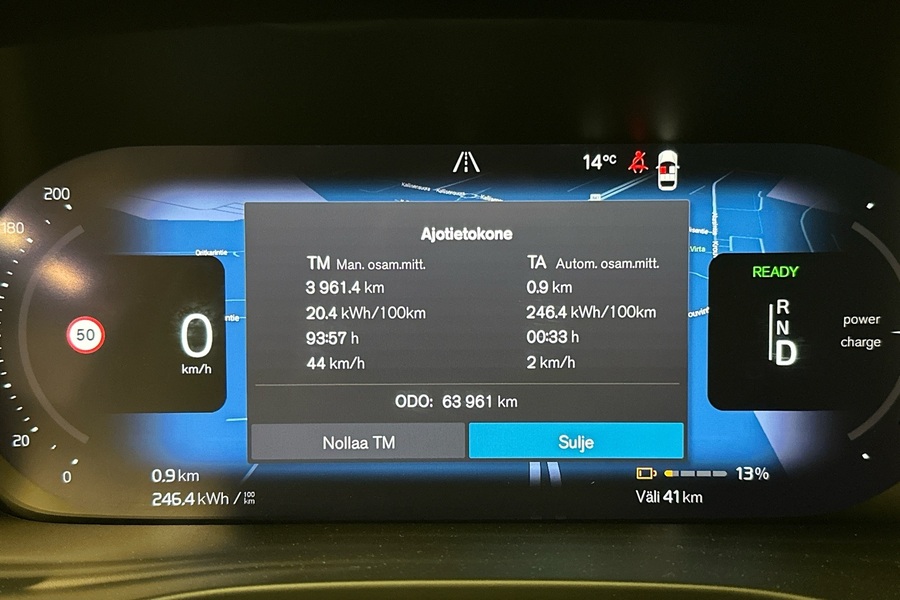 14°C
200
180
Kalliosenuora Kalliosenuora
Ajotietokone
TM Man. osam.mitt.
3 961.4 km
20.4 kWh/100km
93:57 h
44 km/h
TA Autom. osam.mitt.
0.9 km
246.4 kWh/100km
00:33 h
2 km/h
ODO: 63 961 km
Nollaa TM
Sulje
Virta
50
0
km/h
READY
R
N
D
power
charge
20
0
0.9 km
246.4 kWh / 100 km
13%
Väli 41 km